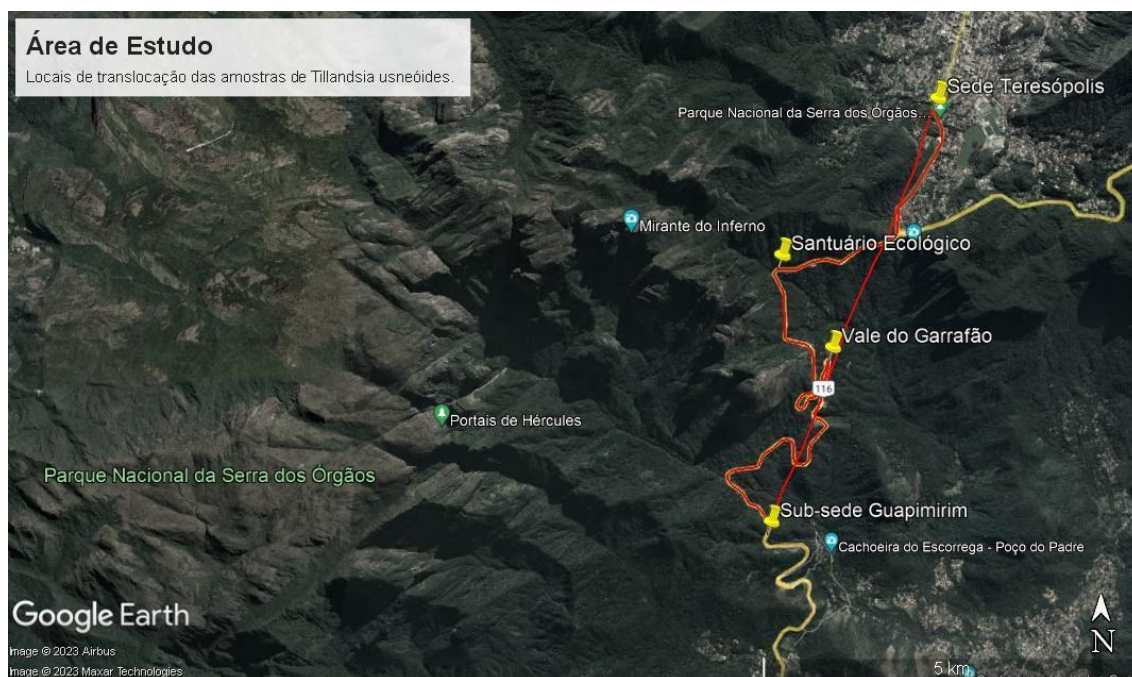 Área de Estudo
Locais de translocação das amostras de Tillandsia usneóides.
Sede Teresópolis
Parque Nacional da Serra dos Órgãos...
Mirante do Inferno
Santuário Ecológico
Vale do Garrafão
116
Portais de Hércules
Parque Nacional da Serra dos Órgãos
Sub-sede Guapimirim
Cachoeira do Escorrega - Poço do Padre
Google Earth
N
Image © 2023 Airbus
Image © 2023 Maxar Technologies
5 km